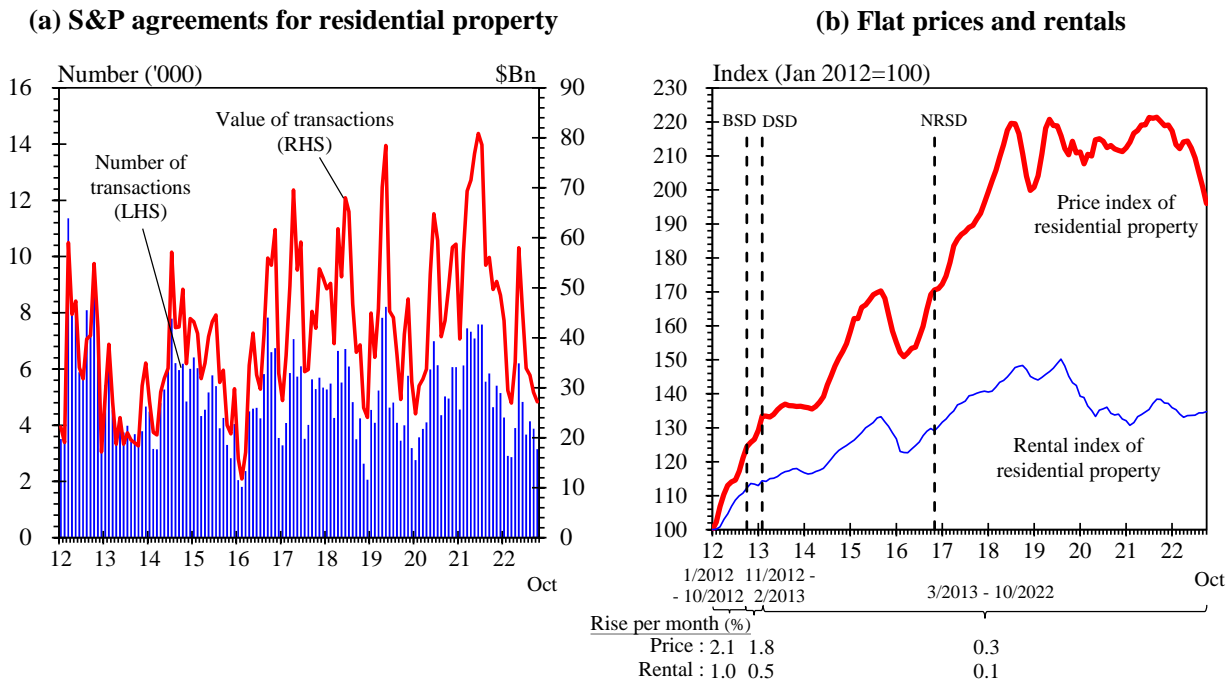 (a) S&P agreements for residential property
Number ('000)
$Bn
16
14
12
10
8
6
4
2
0
90
80
70
60
50
40
30
20
10
0
Value of transactions
(RHS)
Number of
transactions
(LHS)
12 13 14 15 16 17 18 19 20 21 22
Oct
(b) Flat prices and rentals
Index (Jan 2012=100)
230
220
210
200
190
180
170
160
150
140
130
120
110
100
BSD
DSD
NRSD
Price index of
residential property
Rental index of
residential property
12 13 14 15 16 17 18 19 20 21 22
Oct
1/2012
- 10/2012
11/2012 -
2/2013
3/2013 - 10/2022
Rise per month (%)
Price : 2.1 1.8 0.3
Rental : 1.0 0.5 0.1